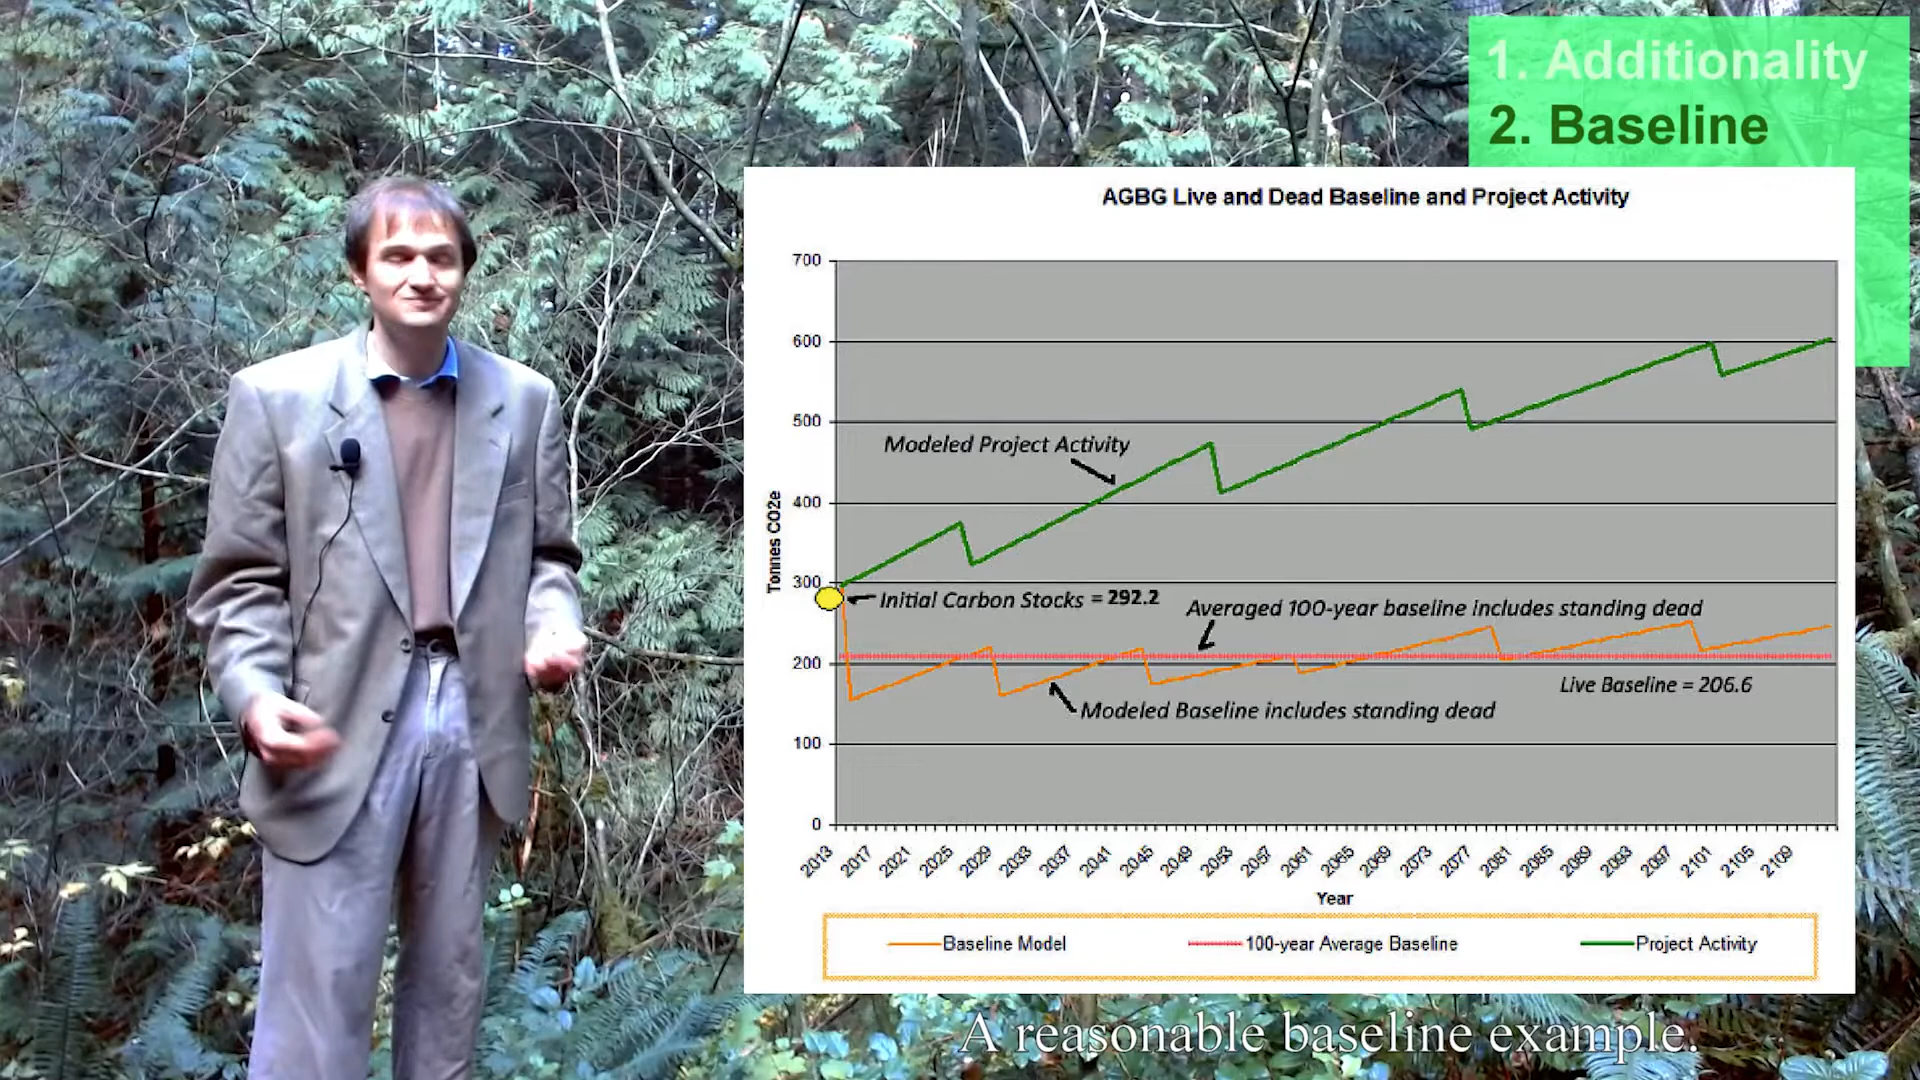 1. Additionality
2. Baseline
AGBG Live and Dead Baseline and Project Activity
700
600
500
400
300
200
100
0
Tonnes CO2e
Modeled Project Activity
Initial Carbon Stocks = 292.2
Averaged 100-year baseline includes standing dead
Live Baseline = 206.6
Modeled Baseline includes standing dead
2013 2017 2021 2025 2029 2033 2037 2041 2045 2049 2053 2057 2061 2065 2069 2073 2077 2081 2085 2089 2093 2097 2101 2105 2109
Year
Baseline Model 100-year Average Baseline Project Activity
A reasonable baseline example.